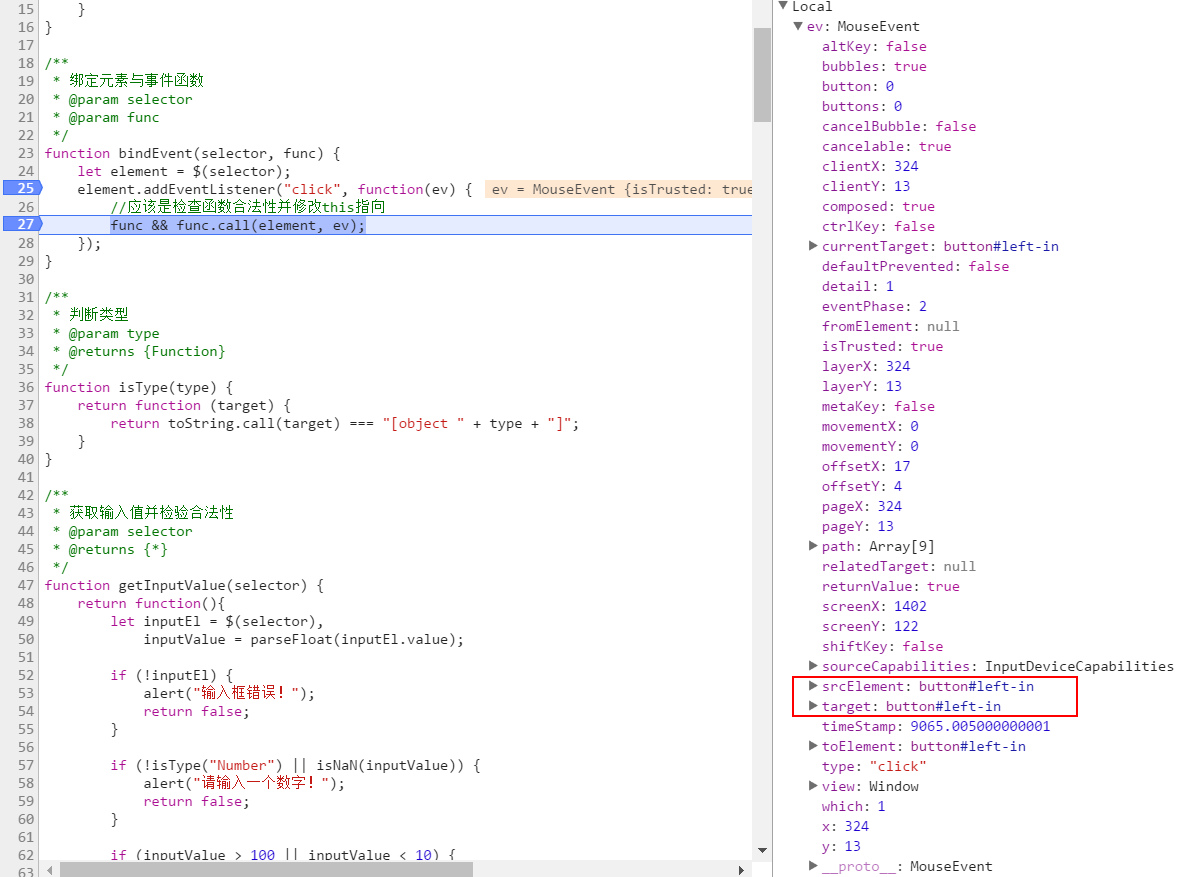 15     }
16 }
17
18 /**
19  * 绑定元素与事件函数
20  * @param selector
21  * @param func
22  */
23 function bindEvent(selector, func) {
24     let element = $(selector);
25     element.addEventListener("click", function(ev) {  ev = MouseEvent {isTrusted: true
26         //应该是检查函数合法性并修改this指向
27         func && func.call(element, ev);
28     });
29 }
30
31 /**
32  * 判断类型
33  * @param type
34  * @returns {Function}
35  */
36 function isType(type) {
37     return function (target) {
38         return toString.call(target) === "[object " + type + "]";
39     }
40 }
41
42 /**
43  * 获取输入值并检验合法性
44  * @param selector
45  * @returns {*}
46  */
47 function getInputValue(selector) {
48     return function(){
49         let inputEl = $(selector),
50             inputValue = parseFloat(inputEl.value);
51
52         if (!inputEl) {
53             alert("输入框错误！");
54             return false;
55         }
56
57         if (!isType("Number") || isNaN(inputValue)) {
58             alert("请输入一个数字！");
59             return false;
60         }
61
62         if (inputValue > 100 || inputValue < 10) {
63
Local
ev: MouseEvent
altKey: false
bubbles: true
button: 0
buttons: 0
cancelBubble: false
cancelable: true
clientX: 324
clientY: 13
composed: true
ctrlKey: false
currentTarget: button#left-in
defaultPrevented: false
detail: 1
eventPhase: 2
fromElement: null
isTrusted: true
layerX: 324
layerY: 13
metaKey: false
movementX: 0
movementY: 0
offsetX: 17
offsetY: 4
pageX: 324
pageY: 13
path: Array[9]
relatedTarget: null
returnValue: true
screenX: 1402
screenY: 122
shiftKey: false
sourceCapabilities: InputDeviceCapabilities
srcElement: button#left-in
target: button#left-in
timeStamp: 9065.005000000001
toElement: button#left-in
type: "click"
view: Window
which: 1
x: 324
y: 13
__proto__: MouseEvent